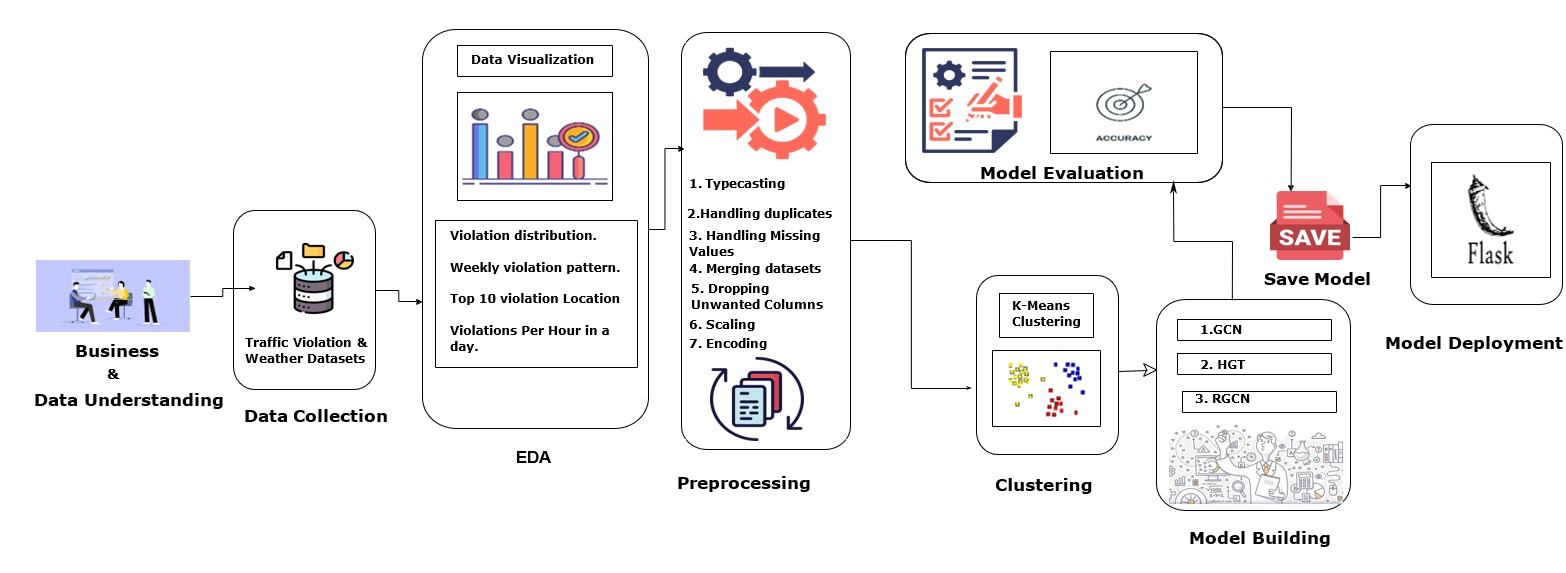 Business
&
Data Understanding
Traffic Violation &
Weather Datasets
Data Collection
Data Visualization
Violation distribution.
Weekly violation pattern.
Top 10 violation Location
Violations Per Hour in a
day.
EDA
1. Typecasting
2.Handling duplicates
3. Handling Missing
Values
4. Merging datasets
5. Dropping
Unwanted Columns
6. Scaling
7. Encoding
Preprocessing
K-Means
Clustering
Clustering
1.GCN
2. HGT
3. RGCN
Model Building
ACCURACY
Model Evaluation
SAVE
Save Model
Flask
Model Deployment